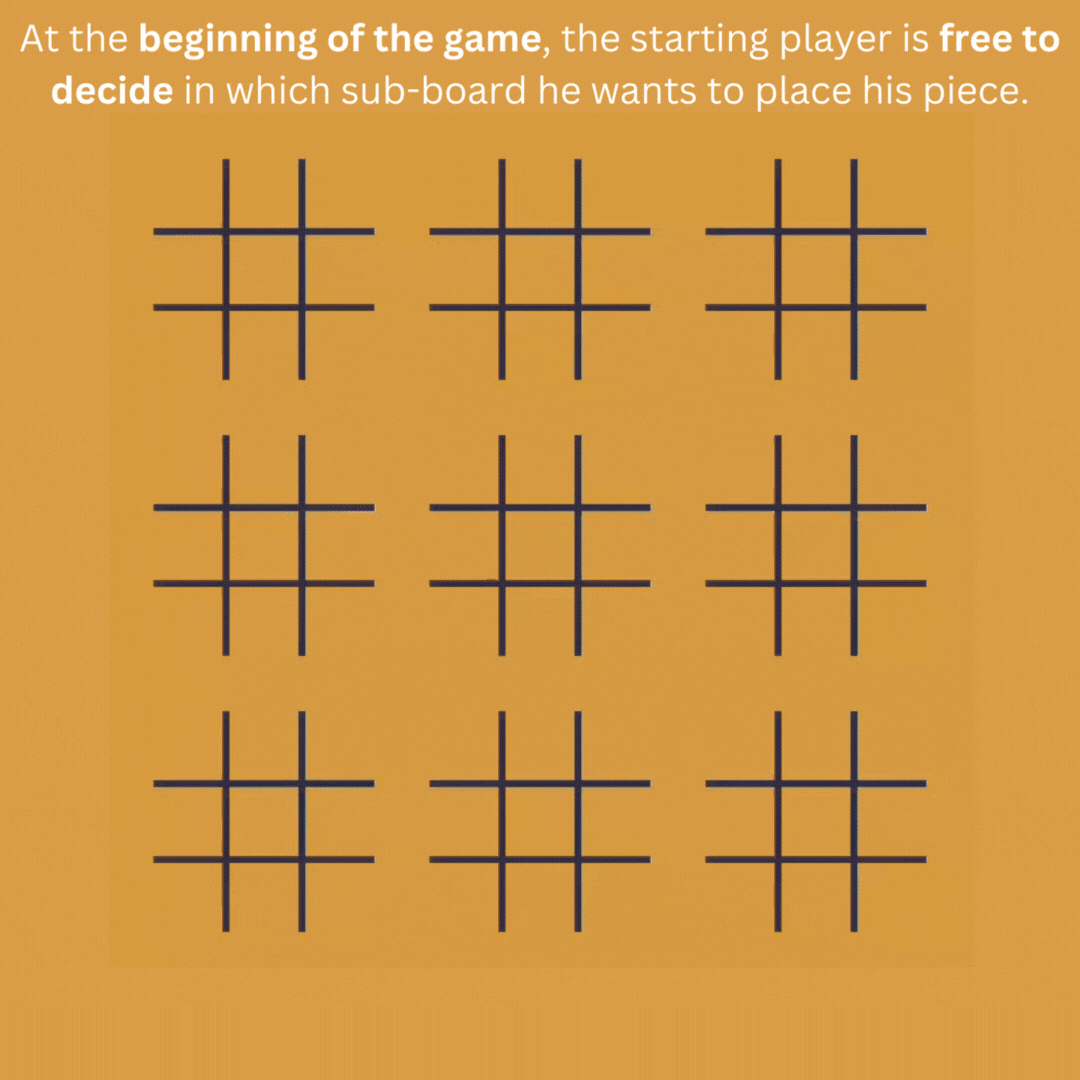 At the beginning of the game, the starting player is free to
decide in which sub-board he wants to place his piece.